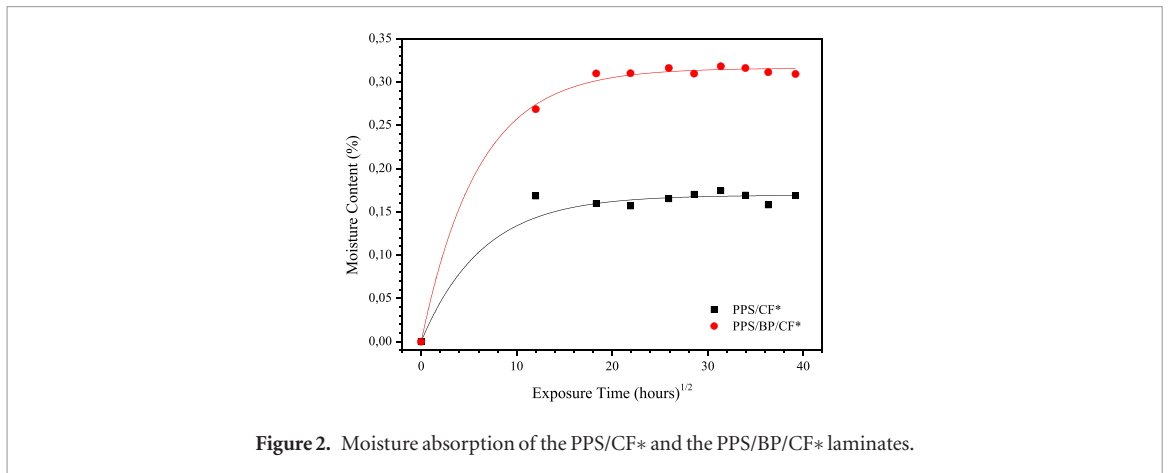 0,35
0,30
0,25
0,20
0,15
0,10
0,05
0,00
Moisture Content (%)
PPS/CF*
PPS/BP/CF*
0 10 20 30 40
Exposure Time (hours)^1/2
Figure 2. Moisture absorption of the PPS/CF* and the PPS/BP/CF* laminates.